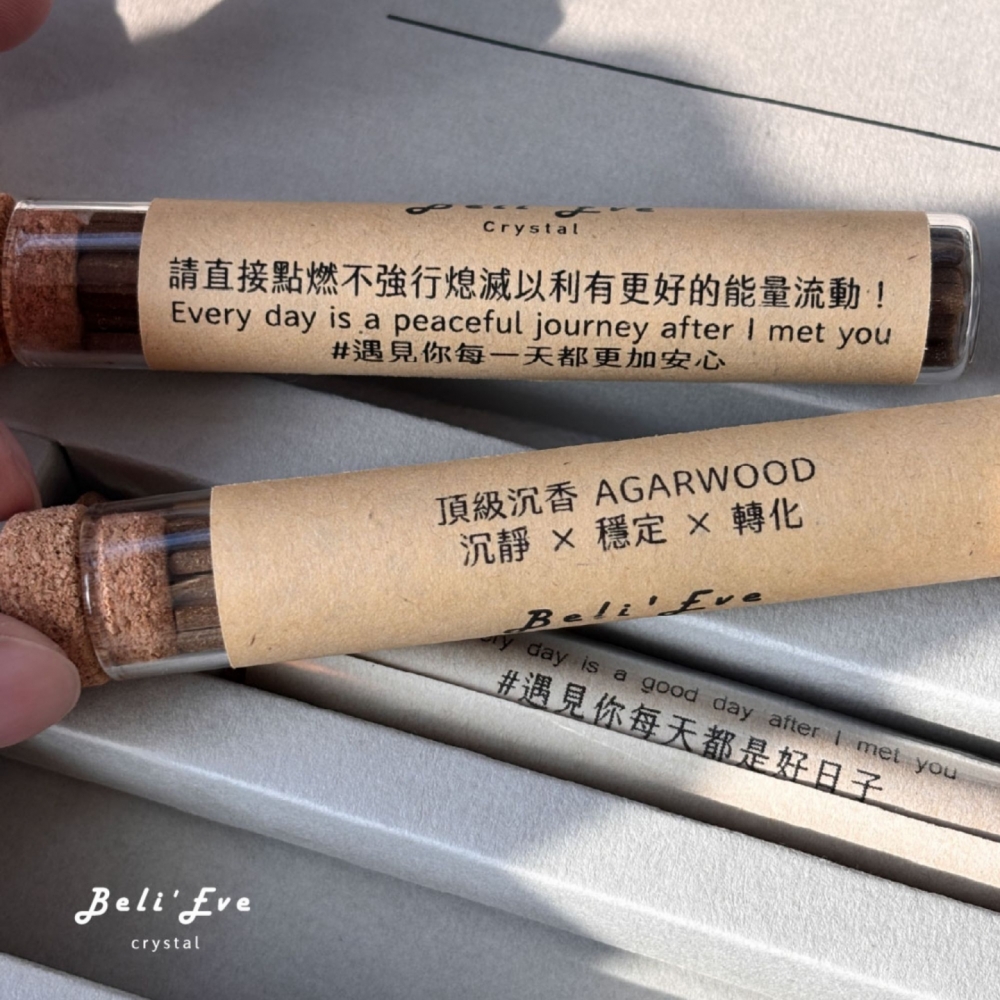 Beli'Eve
Crystal
請直接點燃不強行熄滅以利有更好的能量流動！
Every day is a peaceful journey after I met you
#遇見你每一天都更加安心
頂級沉香 AGARWOOD
沉靜 × 穩定 × 轉化
Beli'Eve
day is a good day after I met you
#遇見你每天都是好日子
Beli'Eve
crystal